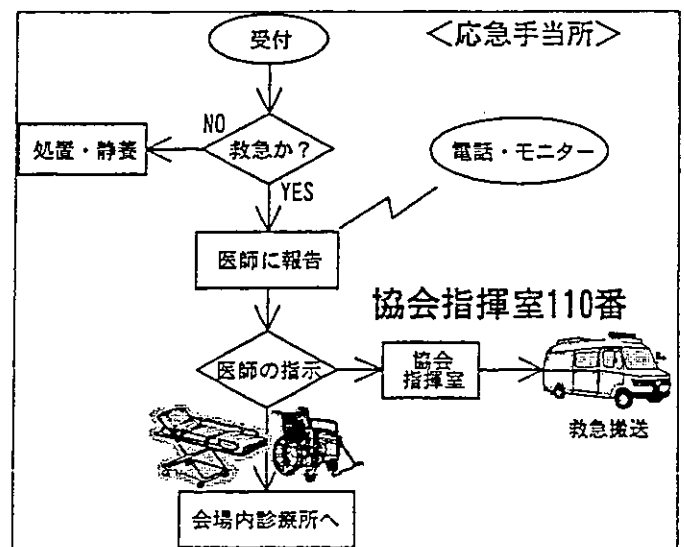 受付
<応急手当所>
NO
処置・静養
救急か?
電話・モニター
YES
医師に報告
協会指揮室110番
医師の指示
協会
指揮室
救急搬送
会場内診療所へ